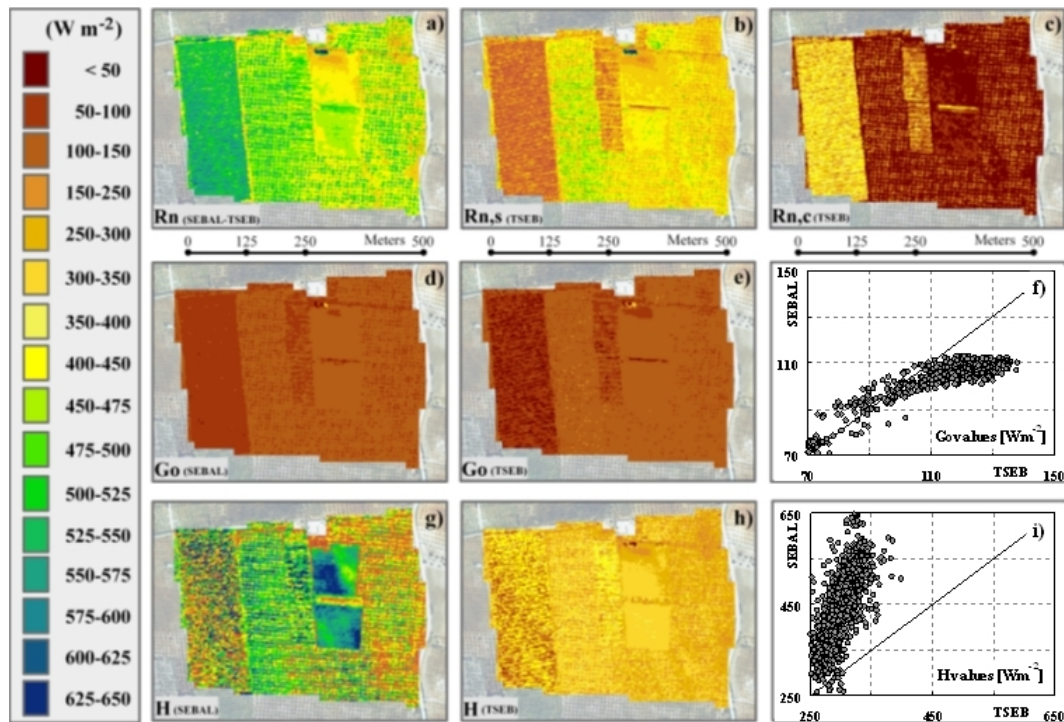 (W m-2)
< 50
50-100
100-150
150-250
250-300
300-350
350-400
400-450
450-475
475-500
500-525
525-550
550-575
575-600
600-625
625-650
a)
Rn (SEBAL-TSEB)
b)
Rn,s (TSEB)
c)
Rn,c (TSEB)
0 125 250 Meters 500
0 125 250 Meters 500
0 125 250 Meters 500
d)
Go (SEBAL)
e)
Go (TSEB)
f)
150
SEBAL
110
70
Go values [Wm-2]
70 110 TSEB 150
g)
H (SEBAL)
h)
H (TSEB)
i)
650
SEBAL
450
250
H values [Wm-2]
250 450 TSEB 650